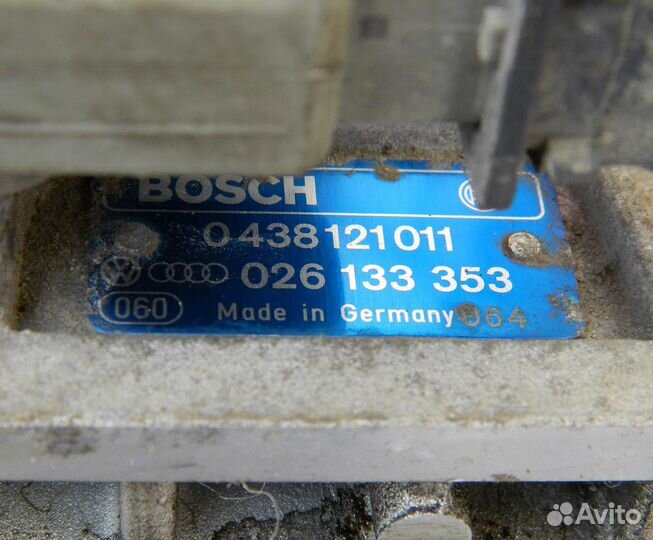 BOSCH
0 438 121 011
026 133 353
060 Made in Germany 064
Avito